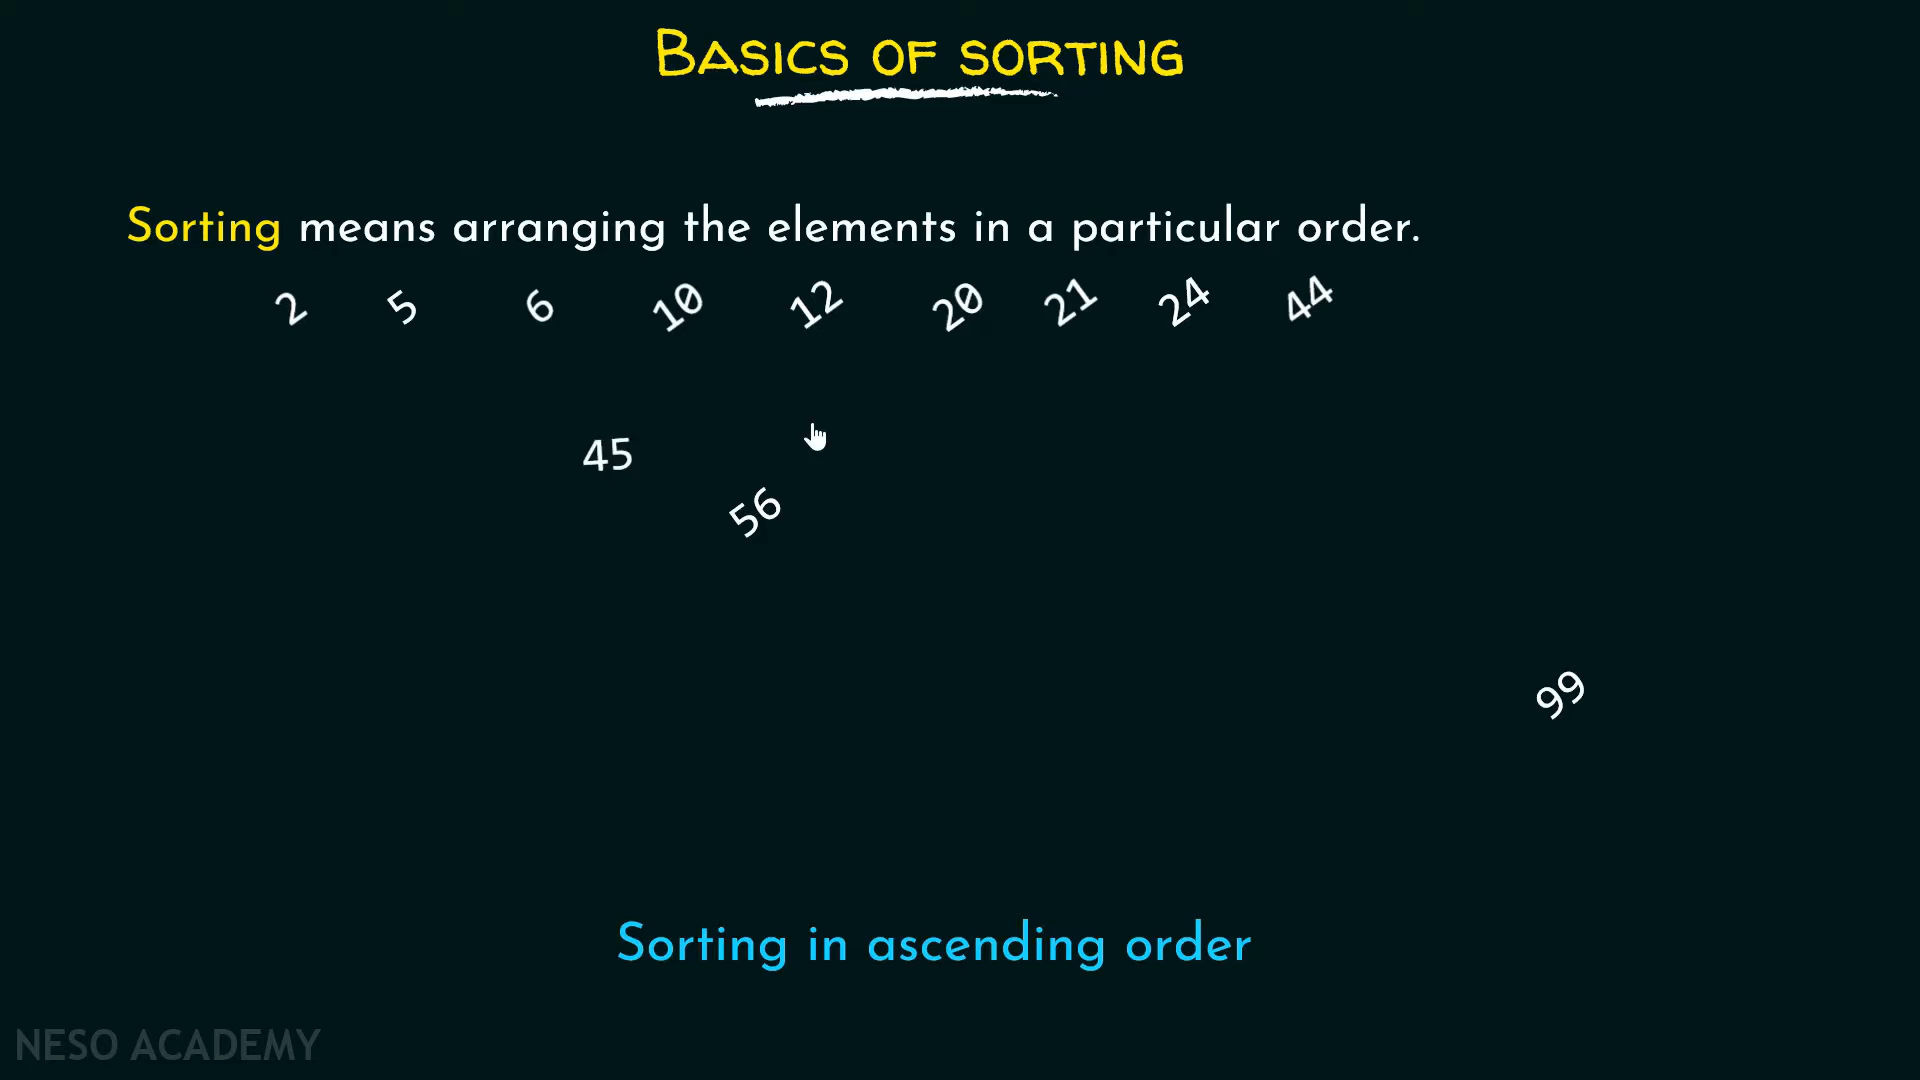 BASICS OF SORTING
Sorting means arranging the elements in a particular order.
2 5 6 10 12 20 21 24 44
45
56
99
Sorting in ascending order
NESO ACADEMY